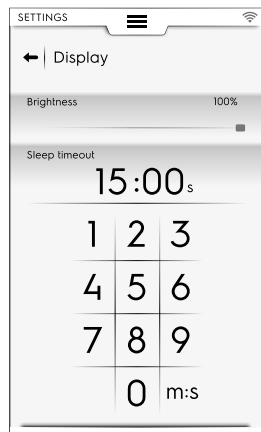 SETTINGS
Display
Brightness 100%
Sleep timeout
15:00s
1 2 3
4 5 6
7 8 9
0 m:s